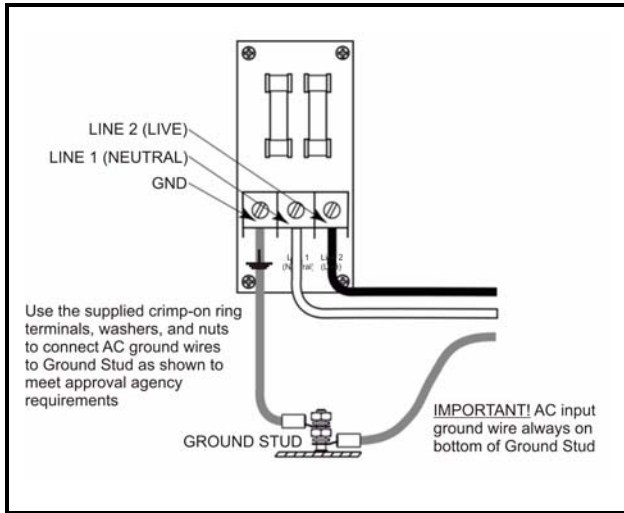 LINE 2 (LIVE)
LINE 1 (NEUTRAL)
GND
2
(Neutral)
Use the supplied crimp-on ring
terminals, washers, and nuts
to connect AC ground wires
to Ground Stud as shown to
meet approval agency
requirements
GROUND STUD
IMPORTANT! AC input
ground wire always on
bottom of Ground Stud